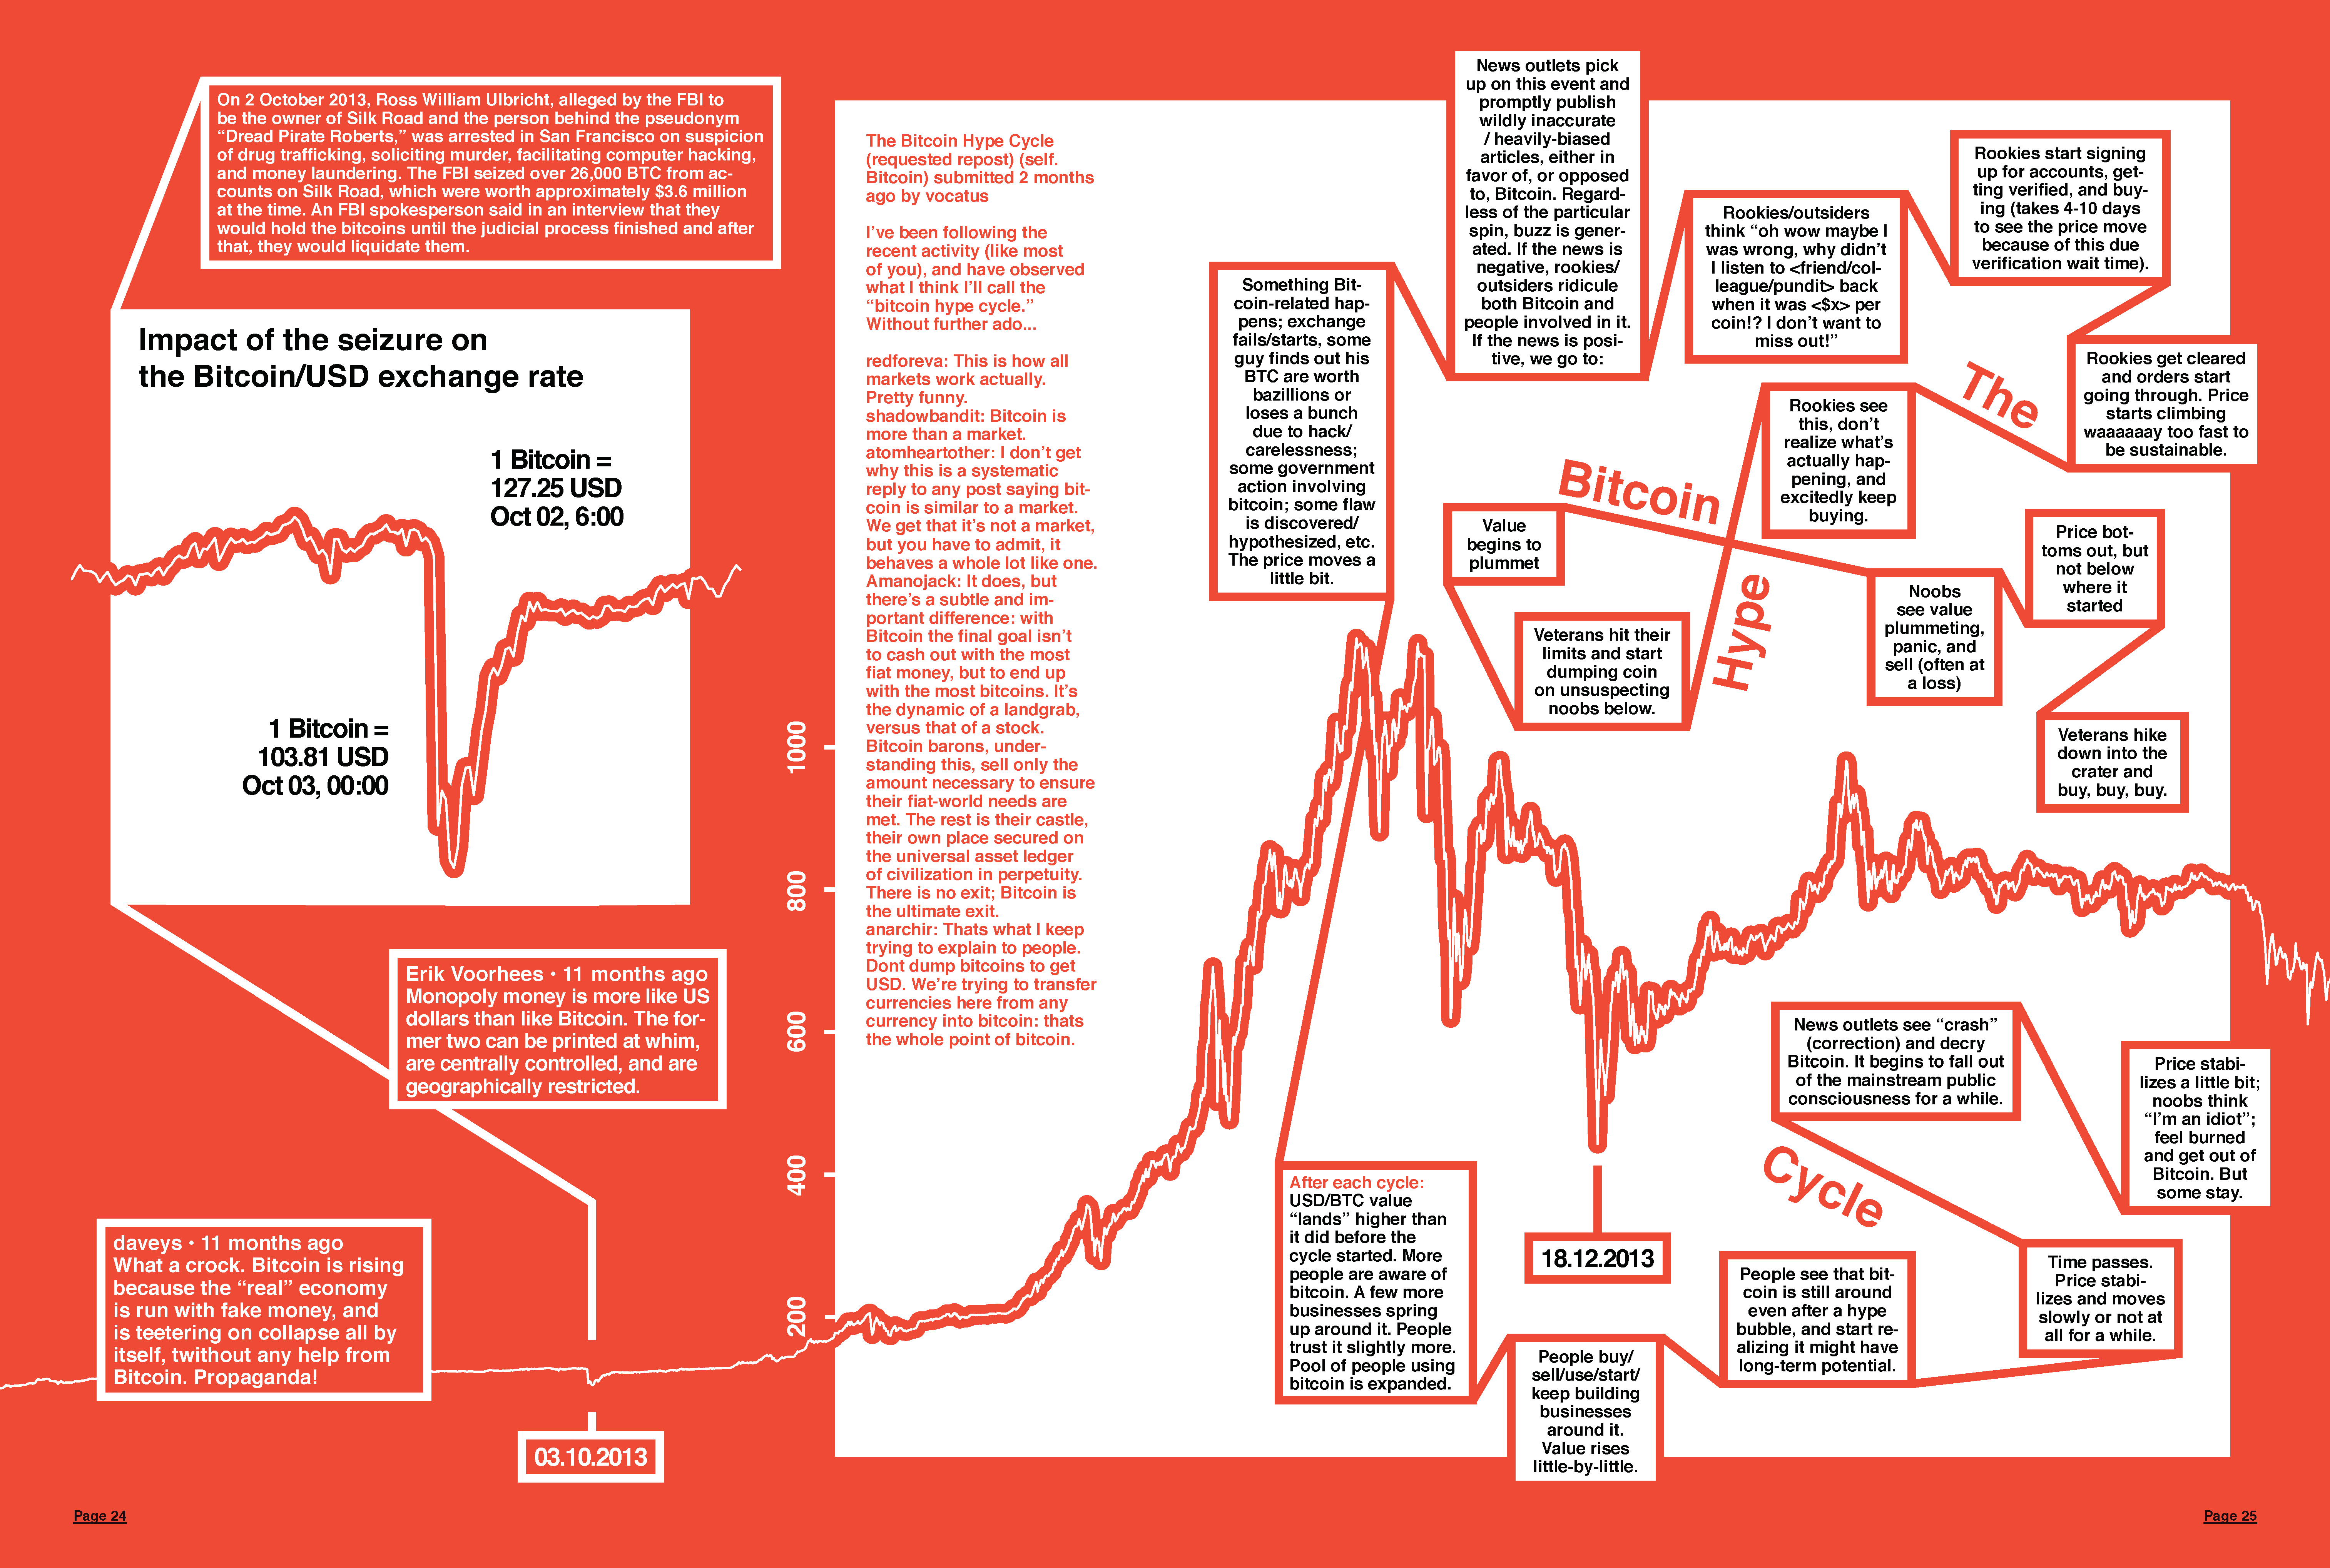 On 2 October 2013, Ross William Ulbricht, alleged by the FBI to
be the owner of Silk Road and the person behind the pseudonym
“Dread Pirate Roberts,” was arrested in San Francisco on suspicion
of drug trafficking, soliciting murder, facilitating computer hacking,
and money laundering. The FBI seized over 26,000 BTC from ac-
counts on Silk Road, which were worth approximately $3.6 million
at the time. An FBI spokesperson said in an interview that they
would hold the bitcoins until the judicial process finished and after
that, they would liquidate them.
Impact of the seizure on
the Bitcoin/USD exchange rate
1 Bitcoin =
127.25 USD
Oct 02, 6:00
1 Bitcoin =
103.81 USD
Oct 03, 00:00
Erik Voorhees • 11 months ago
Monopoly money is more like US
dollars than like Bitcoin. The for-
mer two can be printed at whim,
are centrally controlled, and are
geographically restricted.
daveys • 11 months ago
What a crock. Bitcoin is rising
because the “real” economy
is run with fake money, and
is teetering on collapse all by
itself, twithout any help from
Bitcoin. Propaganda!
03.10.2013
Page 24
1000
800
600
400
200
The Bitcoin Hype Cycle
(requested repost) (self.
Bitcoin) submitted 2 months
ago by vocatus
I’ve been following the
recent activity (like most
of you), and have observed
what I think I’ll call the
“bitcoin hype cycle.”
Without further ado...
redforeva: This is how all
markets work actually.
Pretty funny.
shadowbandit: Bitcoin is
more than a market.
atomheartother: I don’t get
why this is a systematic
reply to any post saying bit-
coin is similar to a market.
We get that it’s not a market,
but you have to admit, it
behaves a whole lot like one.
Amanojack: It does, but
there’s a subtle and im-
portant difference: with
Bitcoin the final goal isn’t
to cash out with the most
fiat money, but to end up
with the most bitcoins. It’s
the dynamic of a landgrab,
versus that of a stock.
Bitcoin barons, under-
standing this, sell only the
amount necessary to ensure
their fiat-world needs are
met. The rest is their castle,
their own place secured on
the universal asset ledger
of civilization in perpetuity.
There is no exit; Bitcoin is
the ultimate exit.
anarchir: Thats what I keep
trying to explain to people.
Dont dump bitcoins to get
USD. We’re trying to transfer
currencies here from any
currency into bitcoin: thats
the whole point of bitcoin.
The
Bitcoin
Hype
Cycle
Something Bit-
coin-related hap-
pens; exchange
fails/starts, some
guy finds out his
BTC are worth
bazillions or
loses a bunch
due to hack/
carelessness;
some government
action involving
bitcoin; some flaw
is discovered/
hypothesized, etc.
The price moves a
little bit.
News outlets pick
up on this event and
promptly publish
wildly inaccurate
/ heavily-biased
articles, either in
favor of, or opposed
to, Bitcoin. Regard-
less of the particular
spin, buzz is gener-
ated. If the news is
negative, rookies/
outsiders ridicule
both Bitcoin and
people involved in it.
If the news is posi-
tive, we go to:
Rookies/outsiders
think “oh wow maybe I
was wrong, why didn’t
I listen to <friend/col-
league/pundit> back
when it was <$x> per
coin!? I don’t want to
miss out!”
Rookies start signing
up for accounts, get-
ting verified, and buy-
ing (takes 4-10 days
to see the price move
because of this due
verification wait time).
Rookies get cleared
and orders start
going through. Price
starts climbing
waaaaaay too fast to
be sustainable.
Rookies see
this, don’t
realize what’s
actually hap-
pening, and
excitedly keep
buying.
Veterans hit their
limits and start
dumping coin
on unsuspecting
noobs below.
Value
begins to
plummet
Noobs
see value
plummeting,
panic, and
sell (often at
a loss)
Price bot-
toms out, but
not below
where it
started
Veterans hike
down into the
crater and
buy, buy, buy.
Price stabi-
lizes a little bit;
noobs think
“I’m an idiot”;
feel burned
and get out of
Bitcoin. But
some stay.
News outlets see “crash”
(correction) and decry
Bitcoin. It begins to fall out
of the mainstream public
consciousness for a while.
Time passes.
Price stabi-
lizes and moves
slowly or not at
all for a while.
People see that bit-
coin is still around
even after a hype
bubble, and start re-
alizing it might have
long-term potential.
People buy/
sell/use/start/
keep building
businesses
around it.
Value rises
little-by-little.
After each cycle:
USD/BTC value
“lands” higher than
it did before the
cycle started. More
people are aware of
bitcoin. A few more
businesses spring
up around it. People
trust it slightly more.
Pool of people using
bitcoin is expanded.
18.12.2013
Page 25